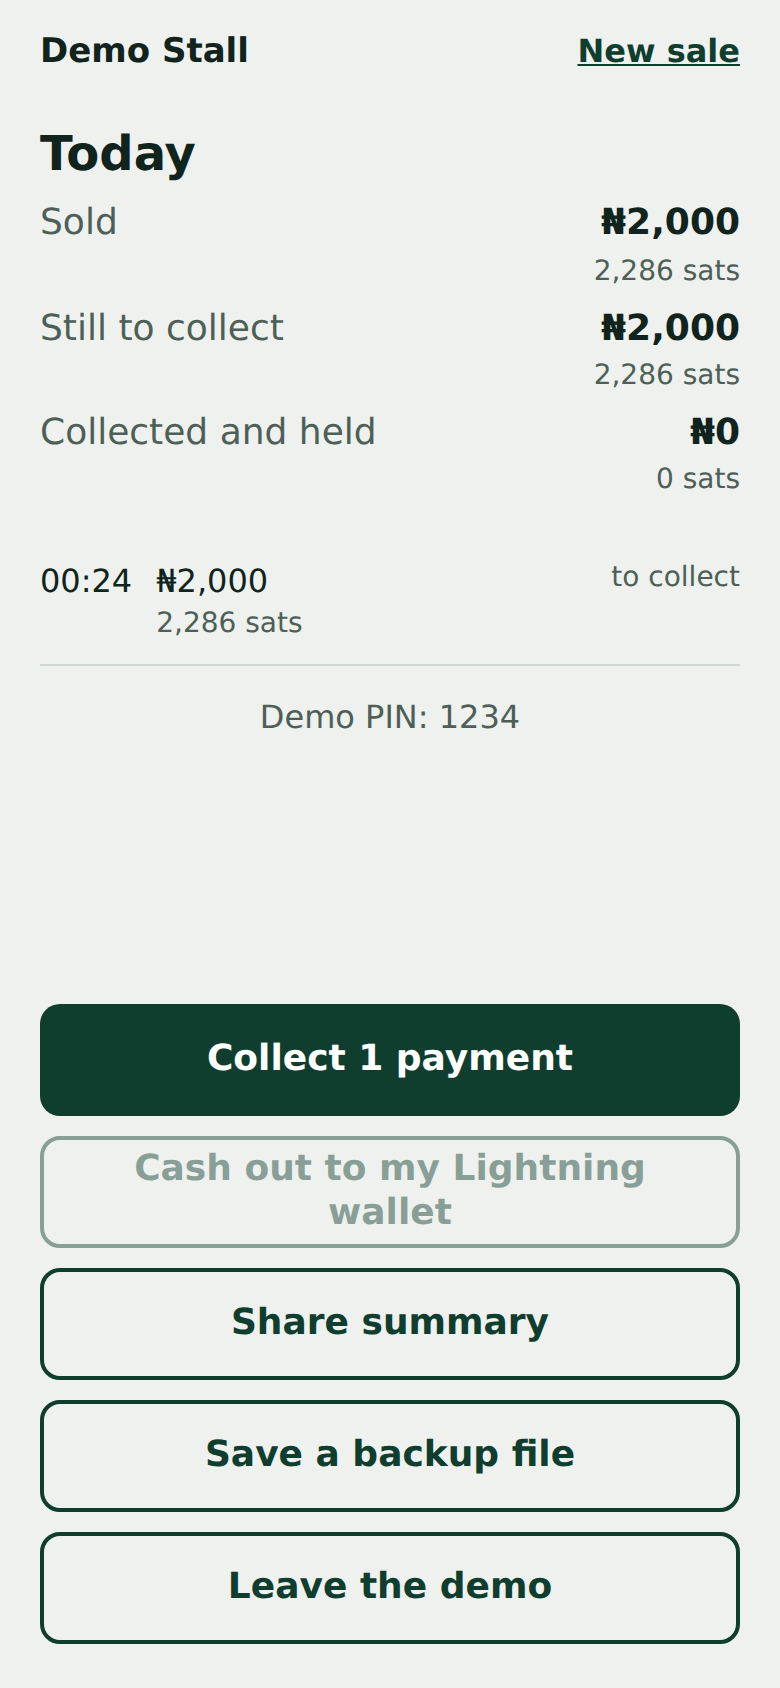 Demo Stall
New sale
Today
Sold
₦2,000
2,286 sats
Still to collect
₦2,000
2,286 sats
Collected and held
₦0
0 sats
00:24 ₦2,000
to collect
2,286 sats
Demo PIN: 1234
Collect 1 payment
Cash out to my Lightning
wallet
Share summary
Save a backup file
Leave the demo